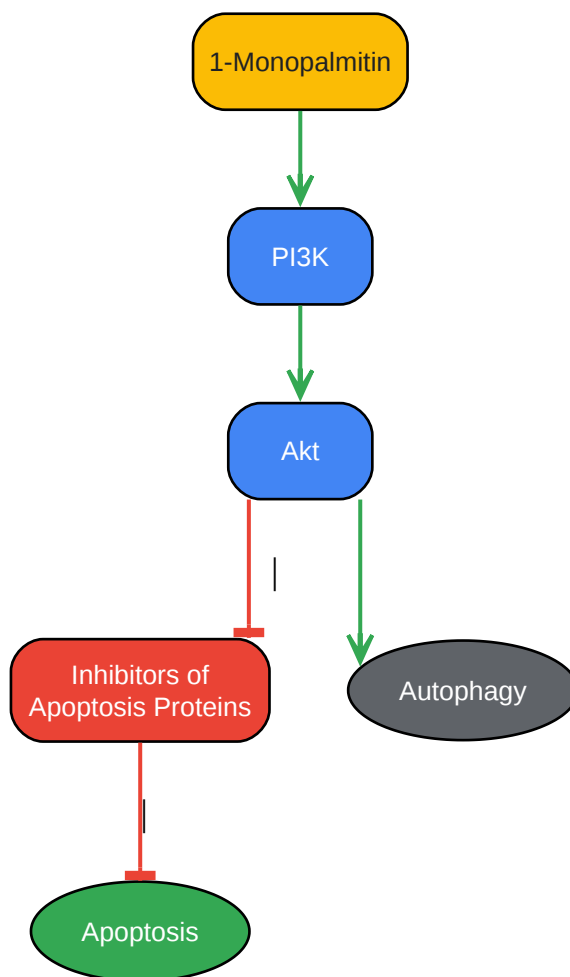 1-Monopalmitin
PI3K
Akt
|
Inhibitors of
Apoptosis Proteins
Autophagy
|
Apoptosis